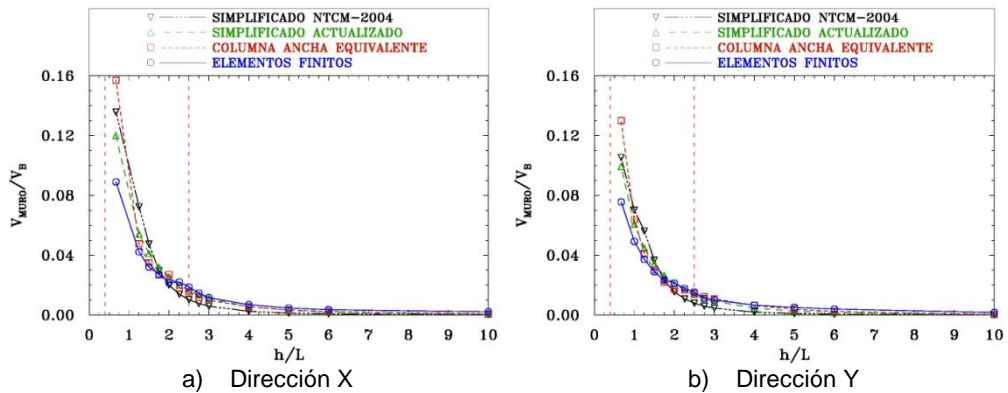 SIMPLIFICADO NTCM−2004
SIMPLIFICADO ACTUALIZADO
COLUMNA ANCHA EQUIVALENTE
ELEMENTOS FINITOS
0.16
0.12
0.08
0.04
0.00
V_MURO/V_B
0 1 2 3 4 5 6 7 8 9 10
h/L
a) Dirección X
SIMPLIFICADO NTCM−2004
SIMPLIFICADO ACTUALIZADO
COLUMNA ANCHA EQUIVALENTE
ELEMENTOS FINITOS
0.16
0.12
0.08
0.04
0.00
V_MURO/V_B
0 1 2 3 4 5 6 7 8 9 10
h/L
b) Dirección Y